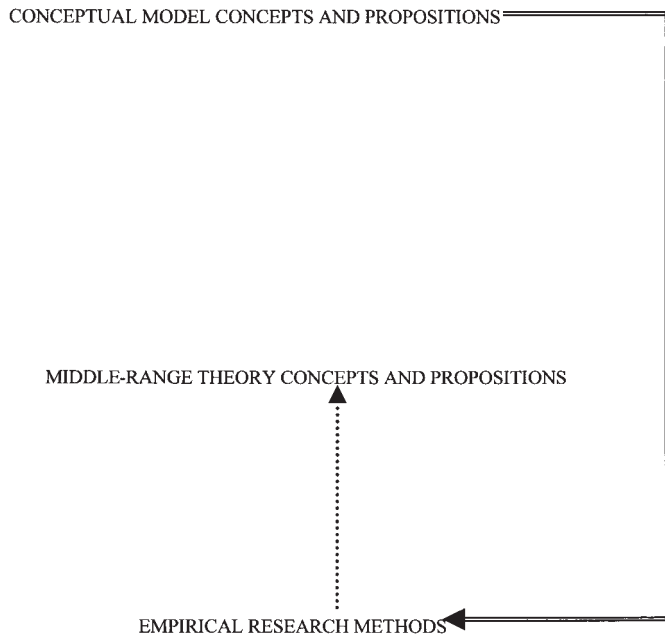 CONCEPTUAL MODEL CONCEPTS AND PROPOSITIONS
MIDDLE-RANGE THEORY CONCEPTS AND PROPOSITIONS
EMPIRICAL RESEARCH METHODS